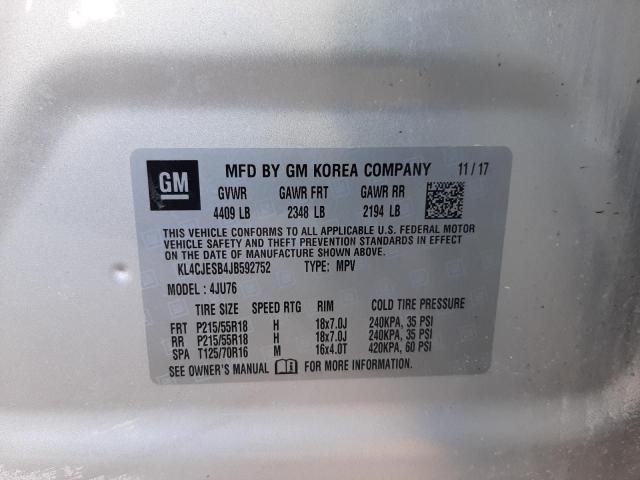 GM
MFD BY GM KOREA COMPANY 11 / 17
GVWR GAWR FRT GAWR RR
4409 LB 2348 LB 2194 LB
THIS VEHICLE CONFORMS TO ALL APPLICABLE U.S. FEDERAL MOTOR
VEHICLE SAFETY AND THEFT PREVENTION STANDARDS IN EFFECT
ON THE DATE OF MANUFACTURE SHOWN ABOVE.
KL4CJESB4JB592752 TYPE: MPV
MODEL : 4JU76
TIRE SIZE SPEED RTG RIM COLD TIRE PRESSURE
FRT P215/55R18 H 18x7.0J 240KPA, 35 PSI
RR P215/55R18 H 18x7.0J 240KPA, 35 PSI
SPA T125/70R16 M 16x4.0T 420KPA, 60 PSI
SEE OWNER'S MANUAL FOR MORE INFORMATION.